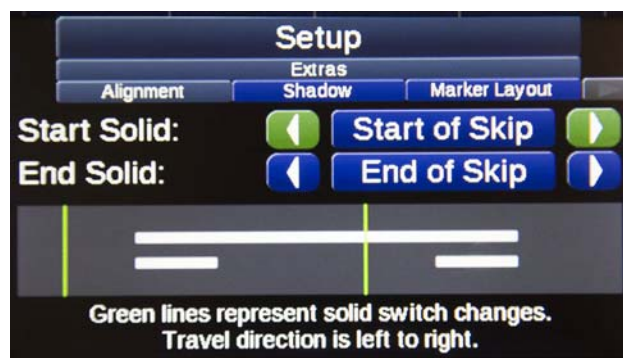 Setup
Extras
Alignment Shadow Marker Layout
Start Solid: Start of Skip
End Solid: End of Skip
Green lines represent solid switch changes.
Travel direction is left to right.